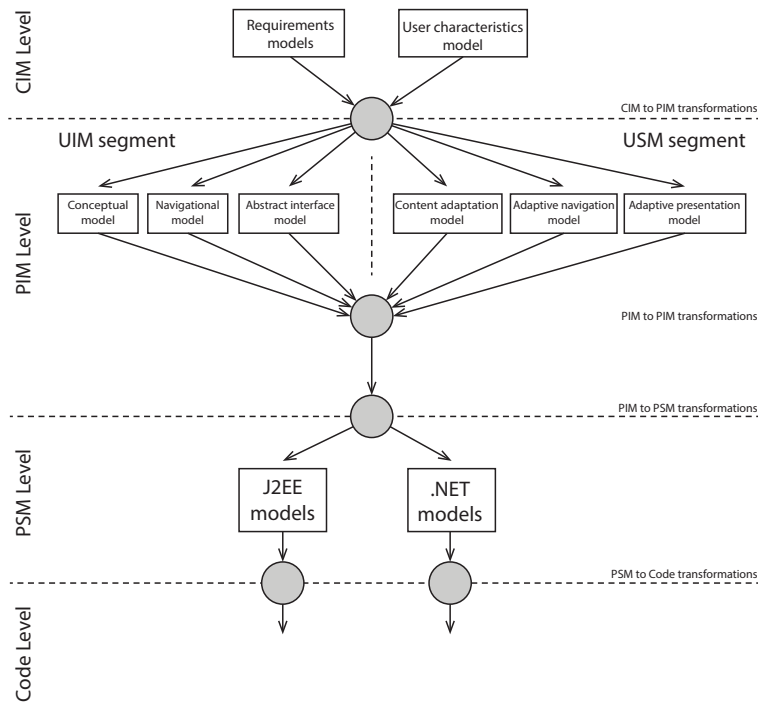 CIM Level
Requirements
models
User characteristics
model
CIM to PIM transformations
UIM segment
USM segment
PIM Level
Conceptual
model
Navigational
model
Abstract interface
model
Content adaptation
model
Adaptive navigation
model
Adaptive presentation
model
PIM to PIM transformations
PIM to PSM transformations
PSM Level
J2EE
models
.NET
models
PSM to Code transformations
Code Level